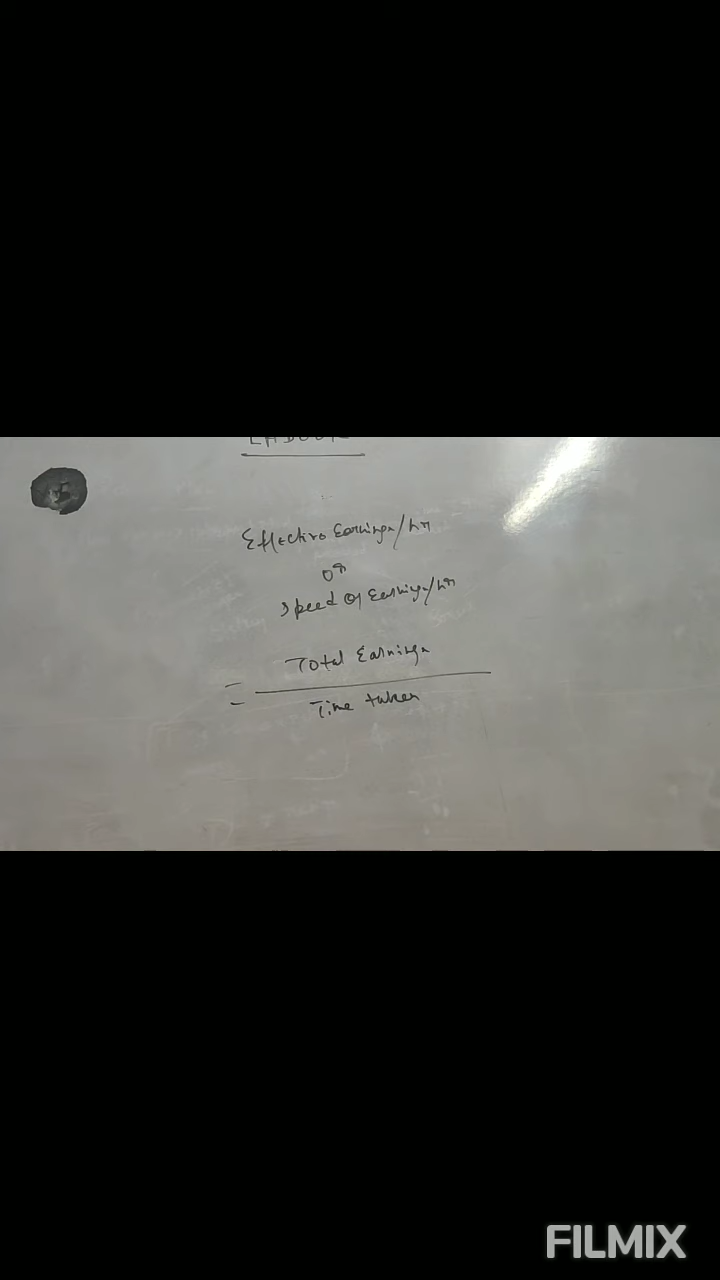 Effective Earnings/hr
or
Speed of Earnings/hr
= Total Earnings
Time taken
FILMIX